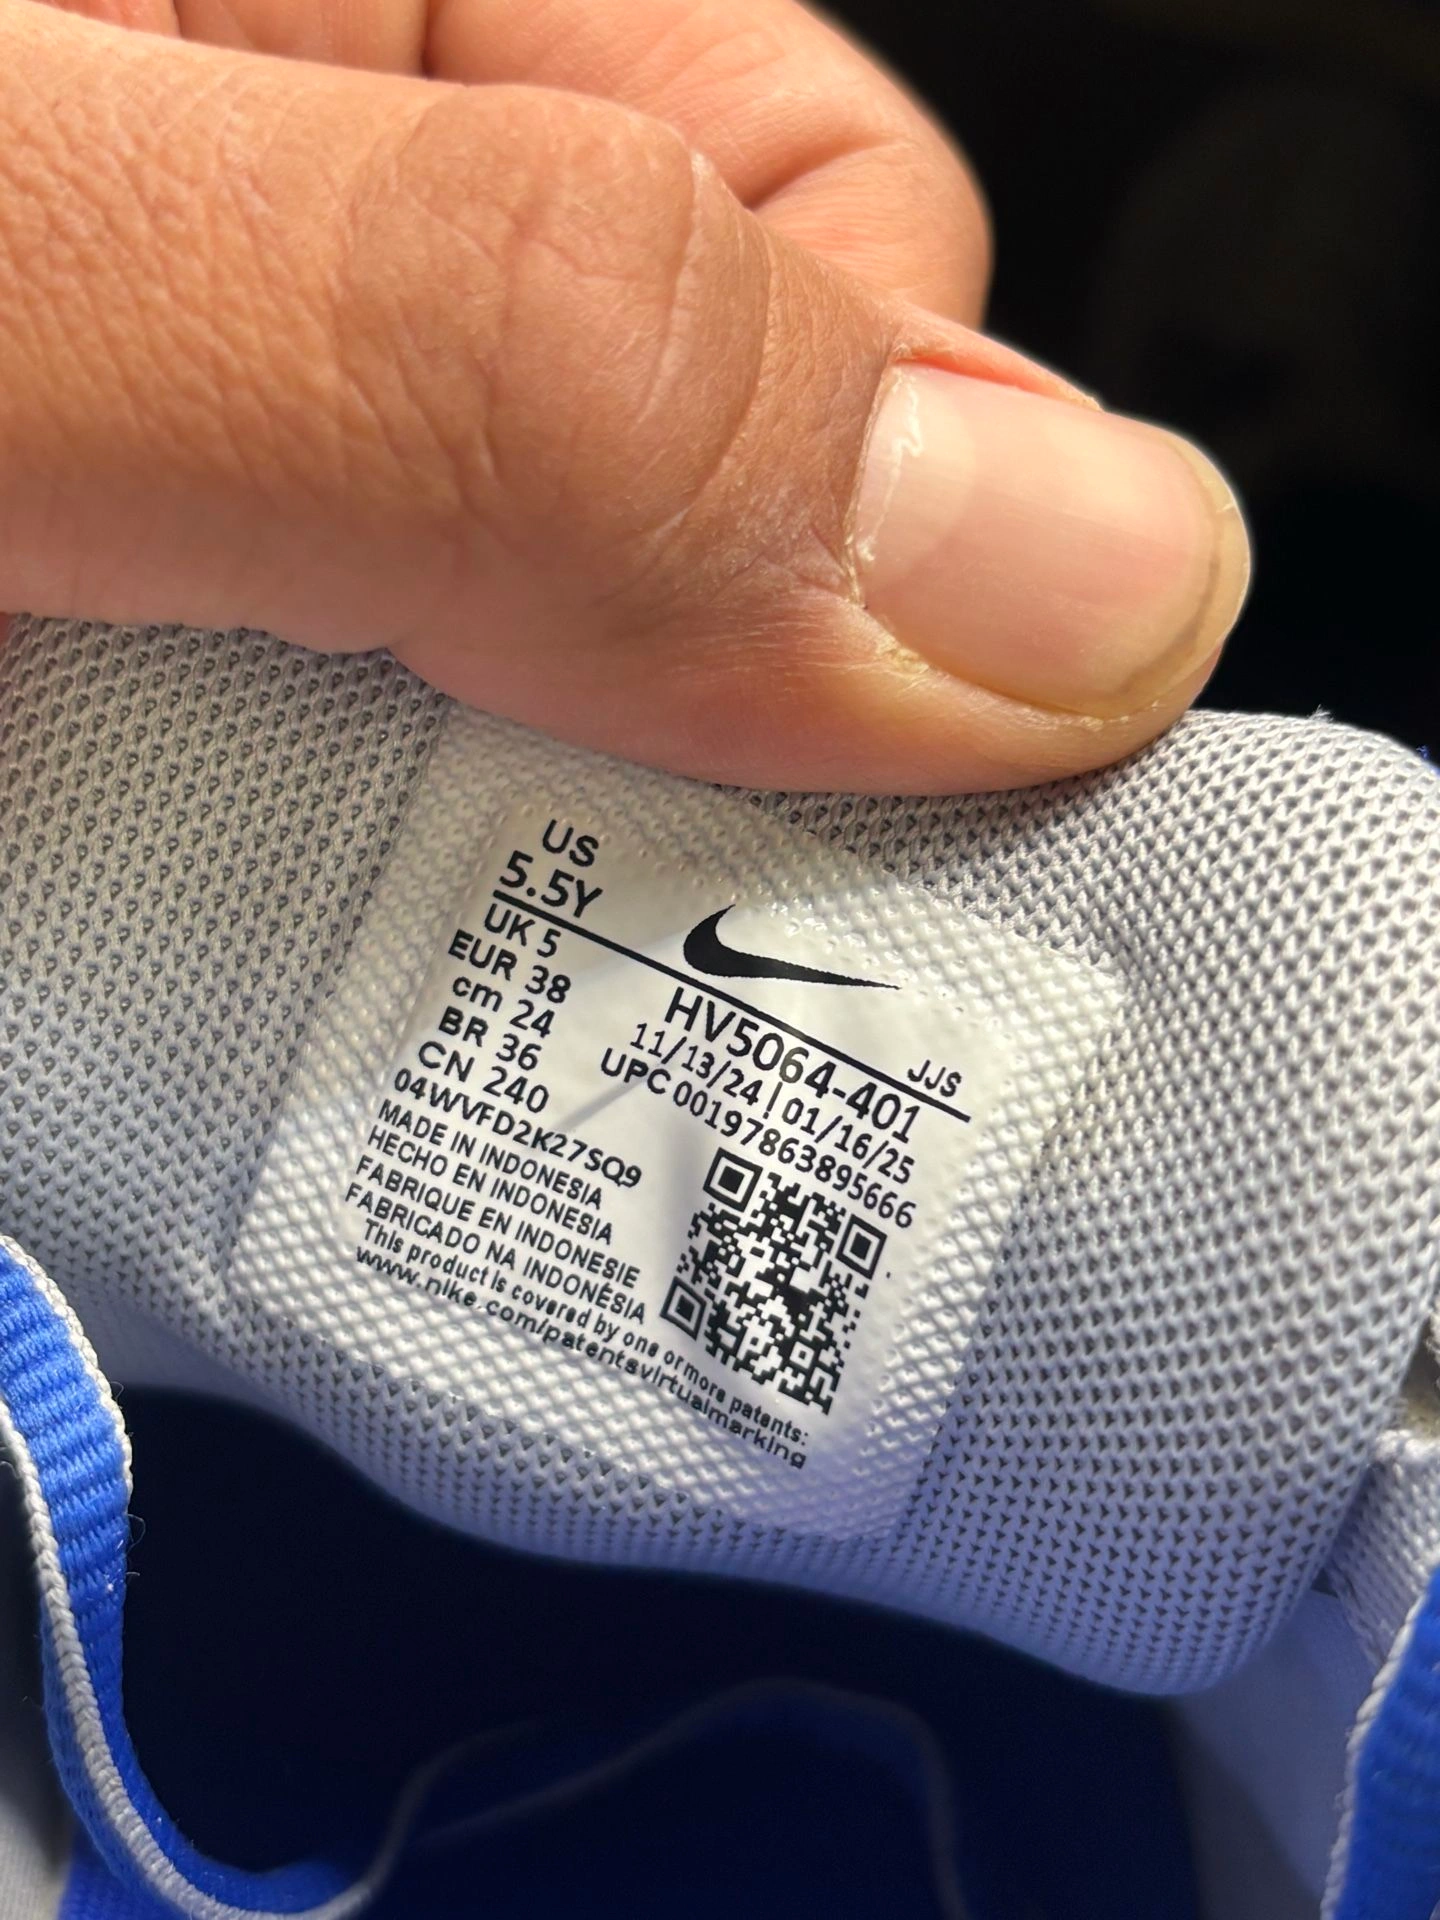 US
5.5Y
UK 5
EUR 38
cm 24
BR 36
CN 240
04WVFD2K27SQ9
MADE IN INDONESIA
HECHO EN INDONESIA
FABRIQUE EN INDONESIE
FABRICADO NA INDONÉSIA
This product is covered by one or more patents:
www.nike.com/patentsvirtualmarking
JJS
HV5064-401
11/13/24 | 01/16/25
UPC 00197863895666